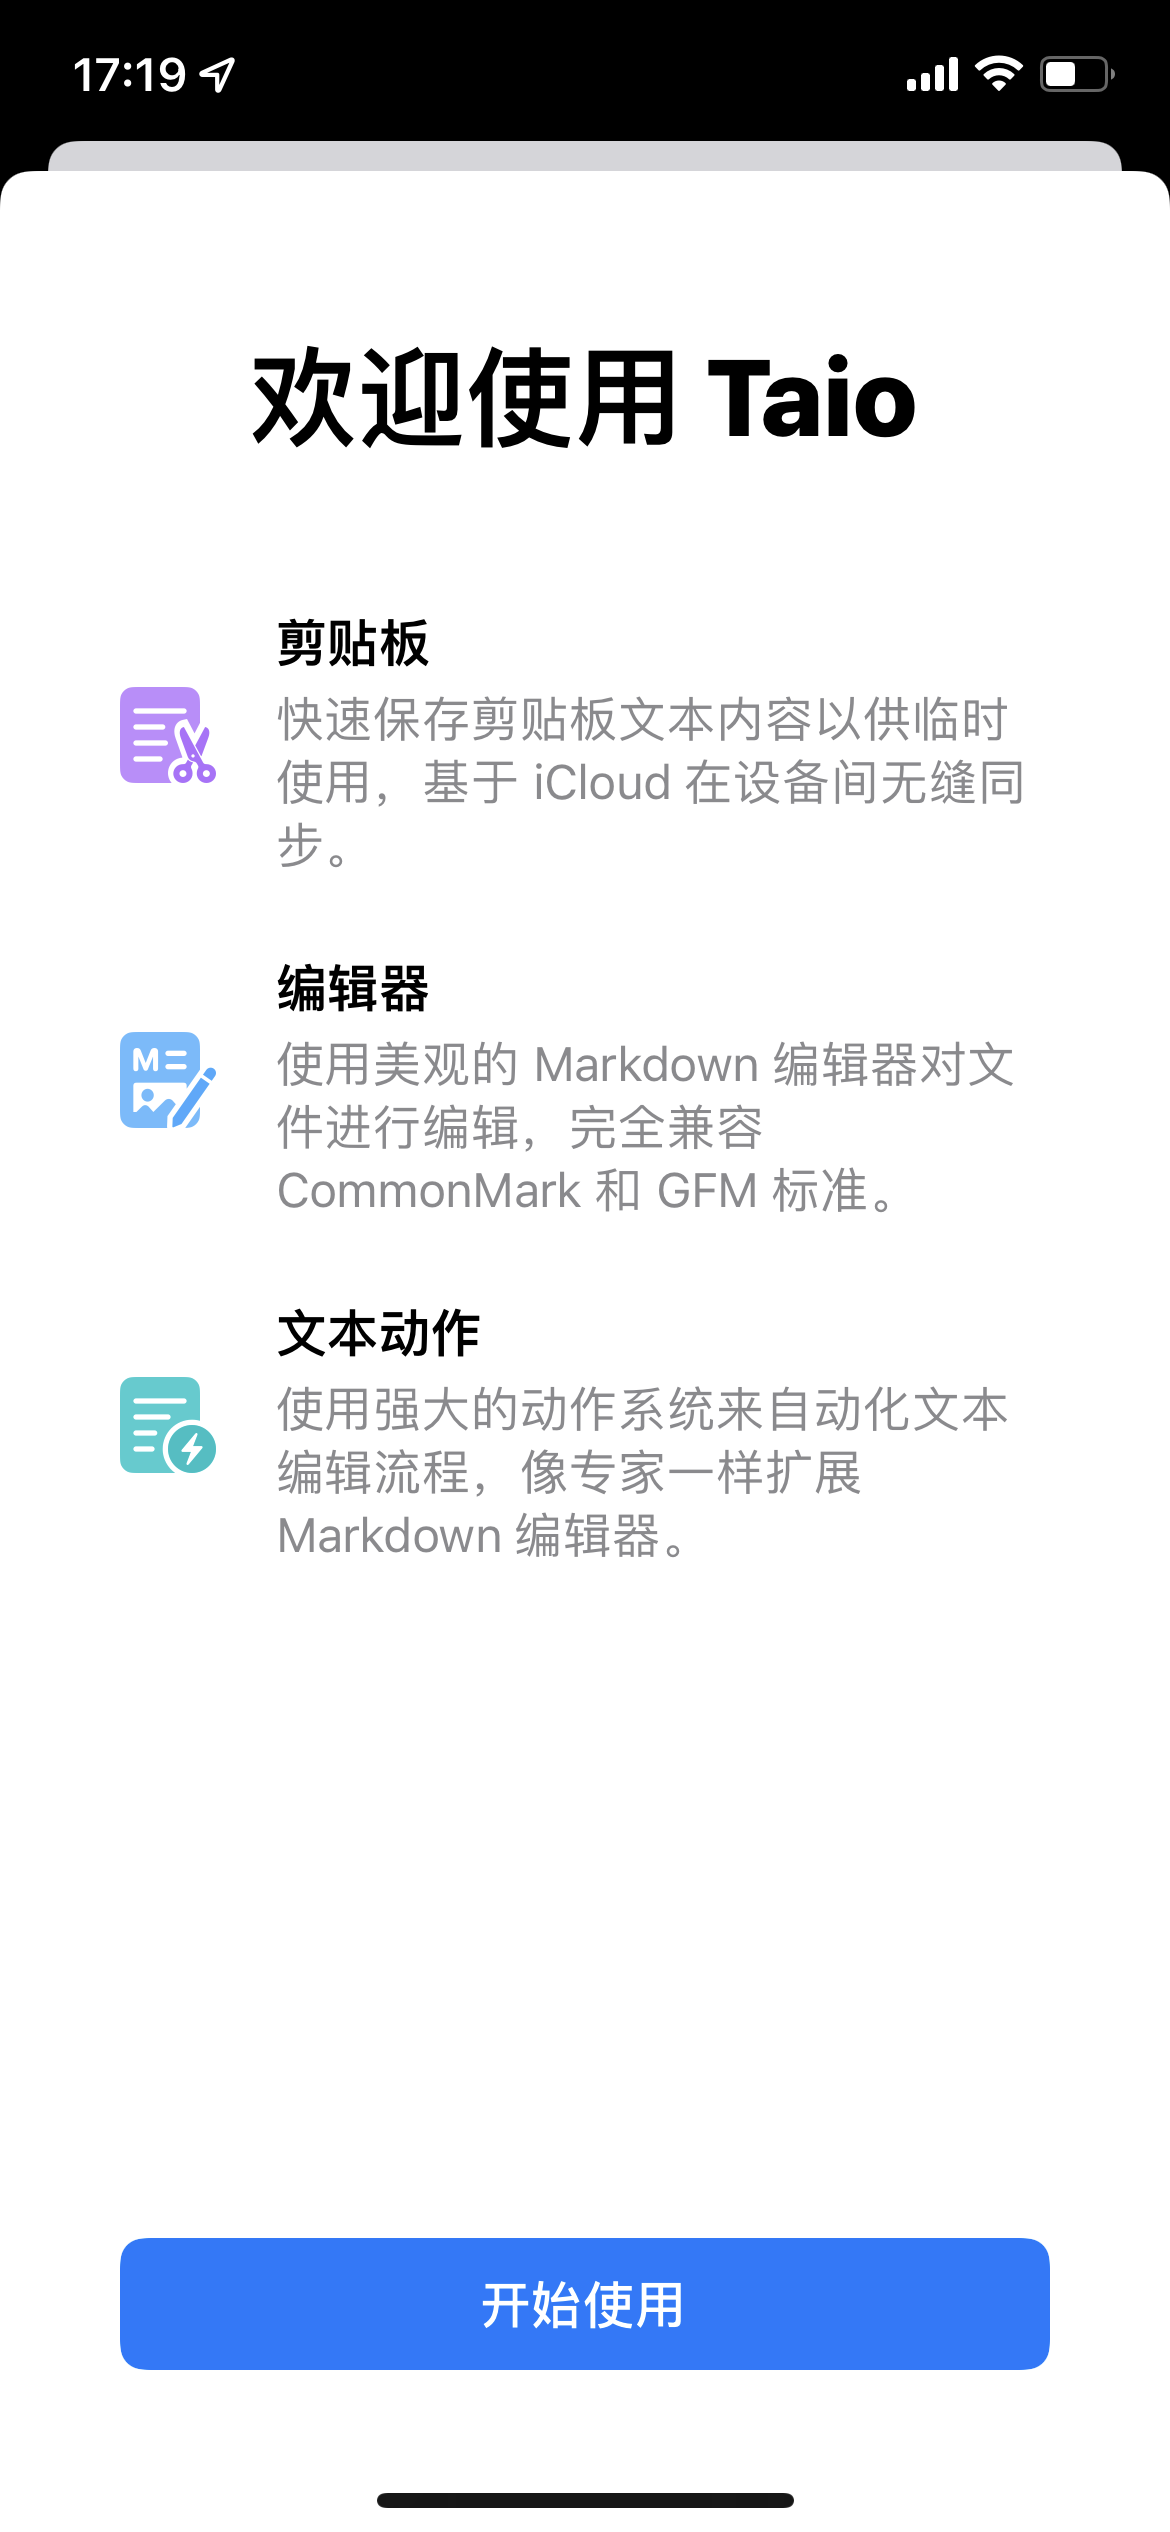 17:19
欢迎使用 Taio
剪贴板
快速保存剪贴板文本内容以供临时
使用，基于 iCloud 在设备间无缝同
步。
编辑器
M
使用美观的 Markdown 编辑器对文
件进行编辑，完全兼容
CommonMark 和 GFM 标准。
文本动作
使用强大的动作系统来自动化文本
编辑流程，像专家一样扩展
Markdown 编辑器。
开始使用